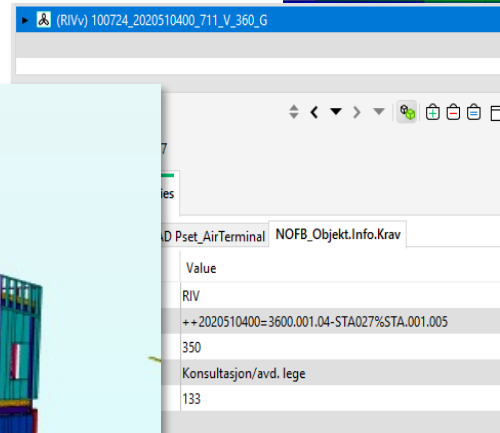 (RIVv) 100724_2020510400_711_V_360_G
7
ies
AD Pset_AirTerminal
NOFB_Objekt.Info.Krav
Value
RIV
++2020510400=3600.001.04-STA027%STA.001.005
350
Konsultasjon/avd. lege
133